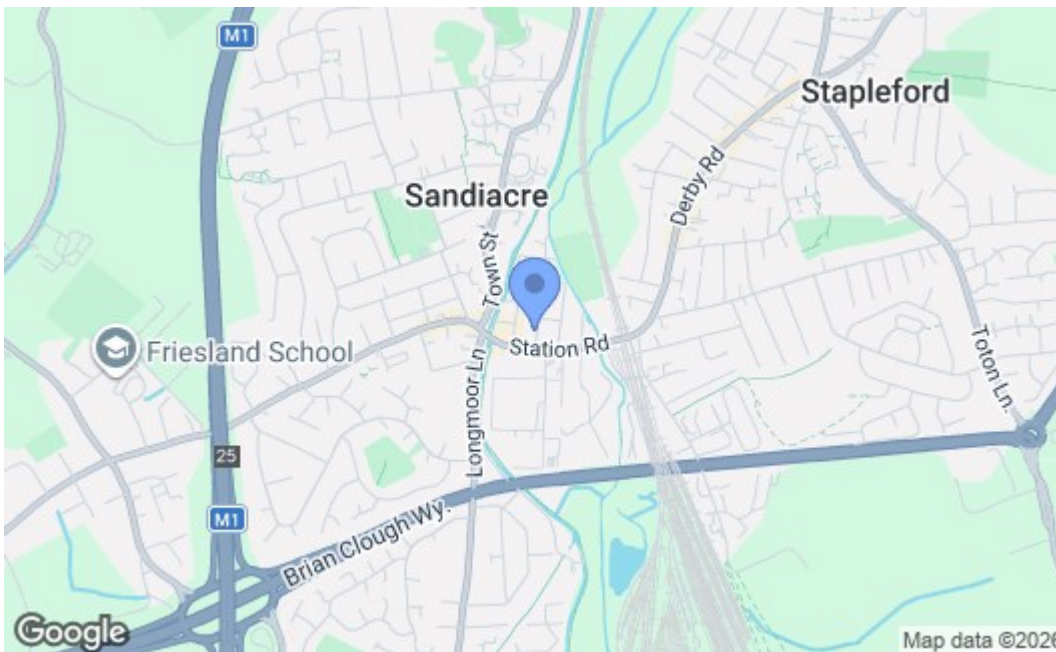 M1
Stapleford
Derby Rd
Sandiacre
Town St
Friesland School
Station Rd
Longmoor Ln
Toton Ln.
25
M1
Brian Clough Wy.
Google
Map data ©2026